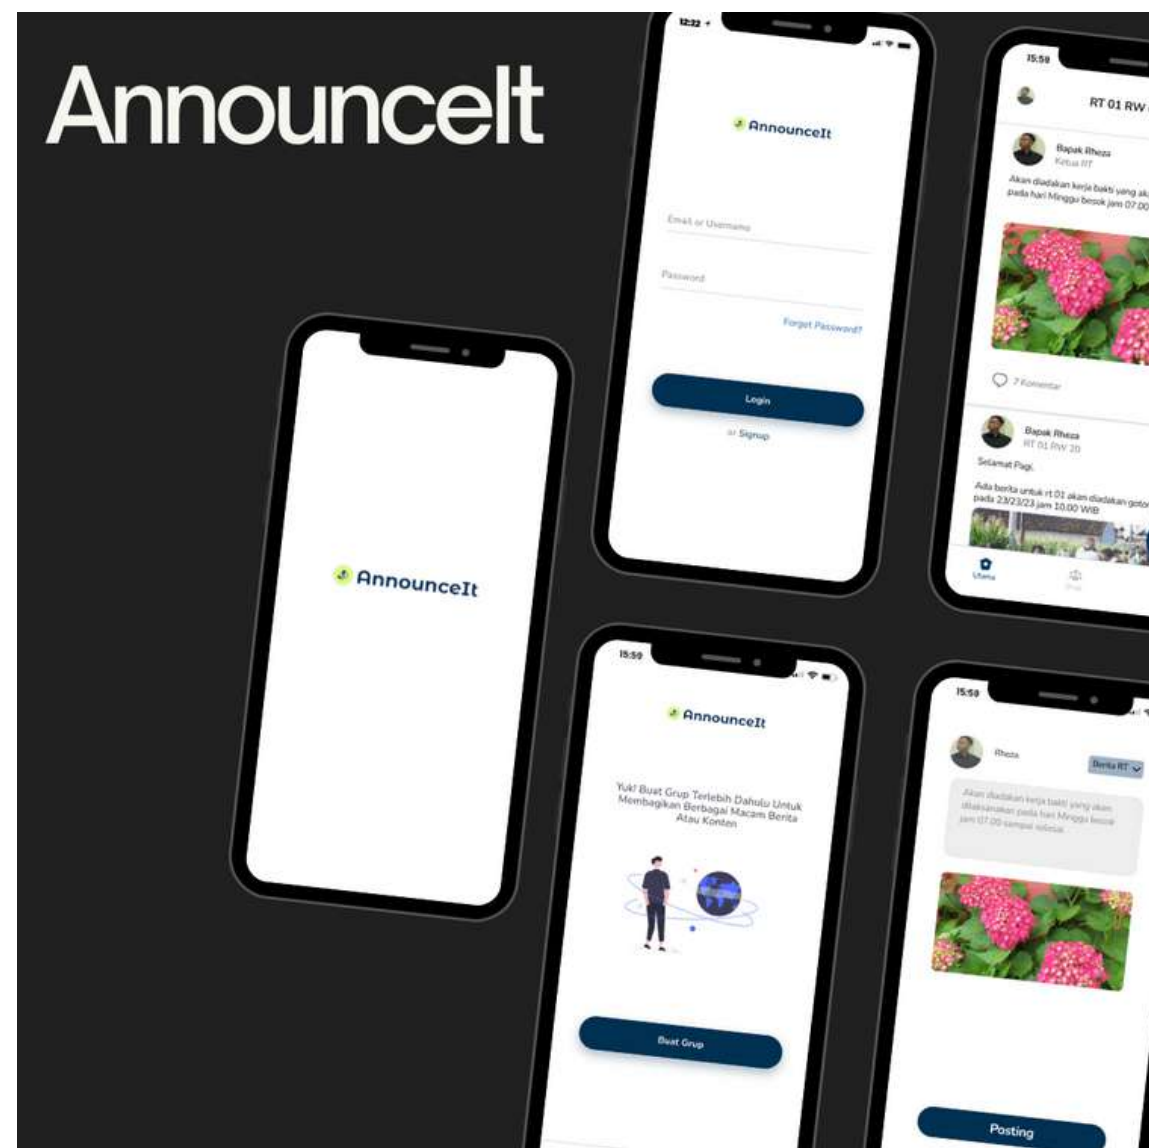 AnnounceIt
12:22
AnnounceIt
Email or Username
Password
Forgot Password?
Login
or Signup
15:59
RT 01 RW
Bapak Rheza
Ketua RT
Akan diadakan kerja bakti yang
pada hari Minggu besok jam 07.00
7 Komentar
Bapak Rheza
RT 01 RW 20
Selamat Pagi,
Ada berita untuk rt 01 akan diadakan
pada 23/23/23 jam 10.00 WIB
Utama
AnnounceIt
15:59
AnnounceIt
Yuk! Buat Grup Terlebih Dahulu Untuk
Membagikan Berbagai Macam Berita
Atau Konten
Buat Grup
15:59
Rheza
Berita RT
Akan diadakan kerja bakti yang akan
dilaksanakan pada hari Minggu besok
jam 07.00 sampai selesai
Posting